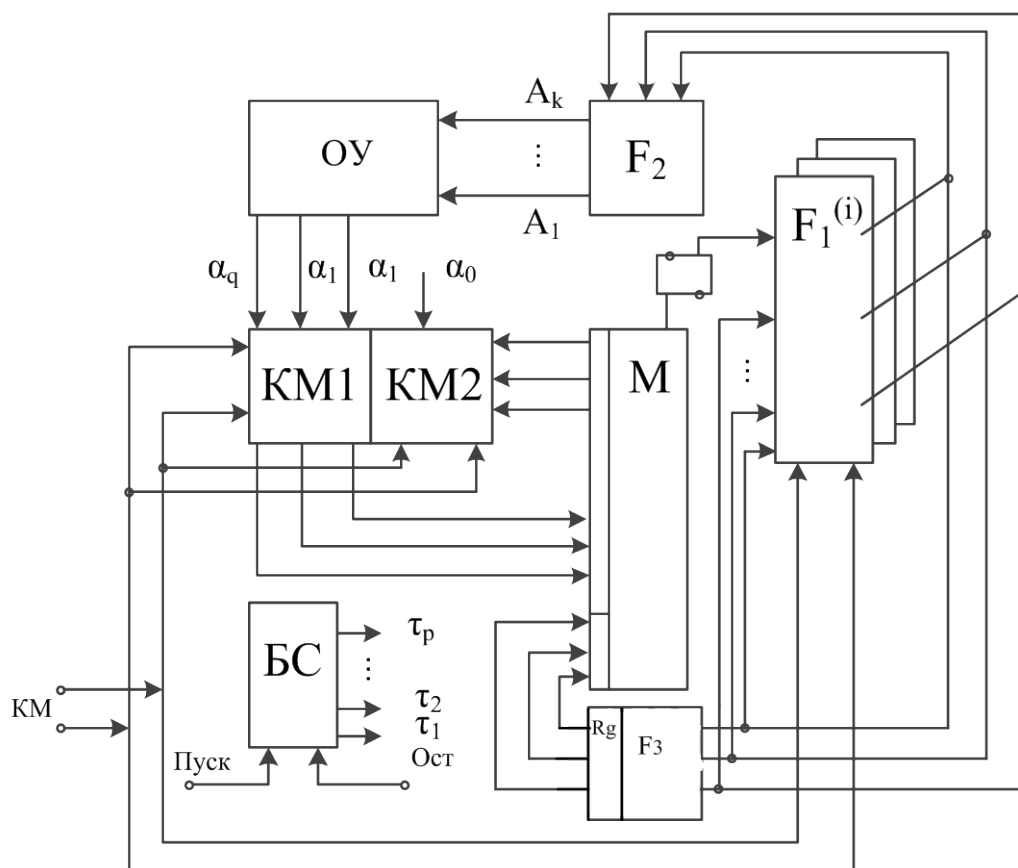 A_k
ОУ
⋮
F_2
A_1
F_1^(i)
α_q α_1 α_1 α_0
КМ1 КМ2
М
⋮
БС
τ_p
⋮
τ_2
τ_1
КМ
Rg F3
Пуск
Ост